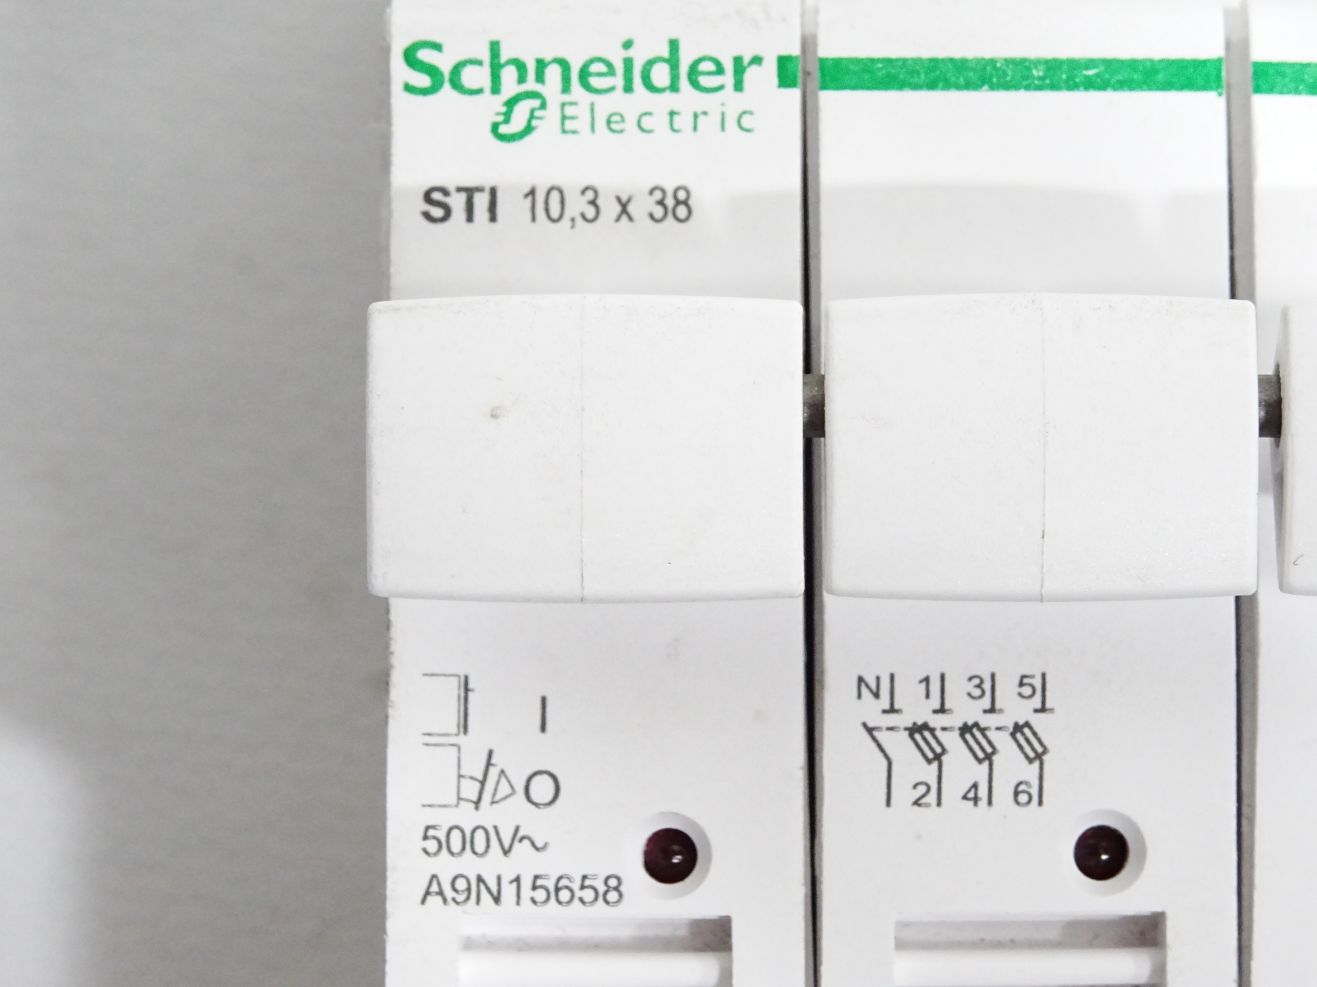 Schneider
Electric
STI 10,3 x 38
I
O
500V~
A9N15658
N 1 3 5
2 4 6